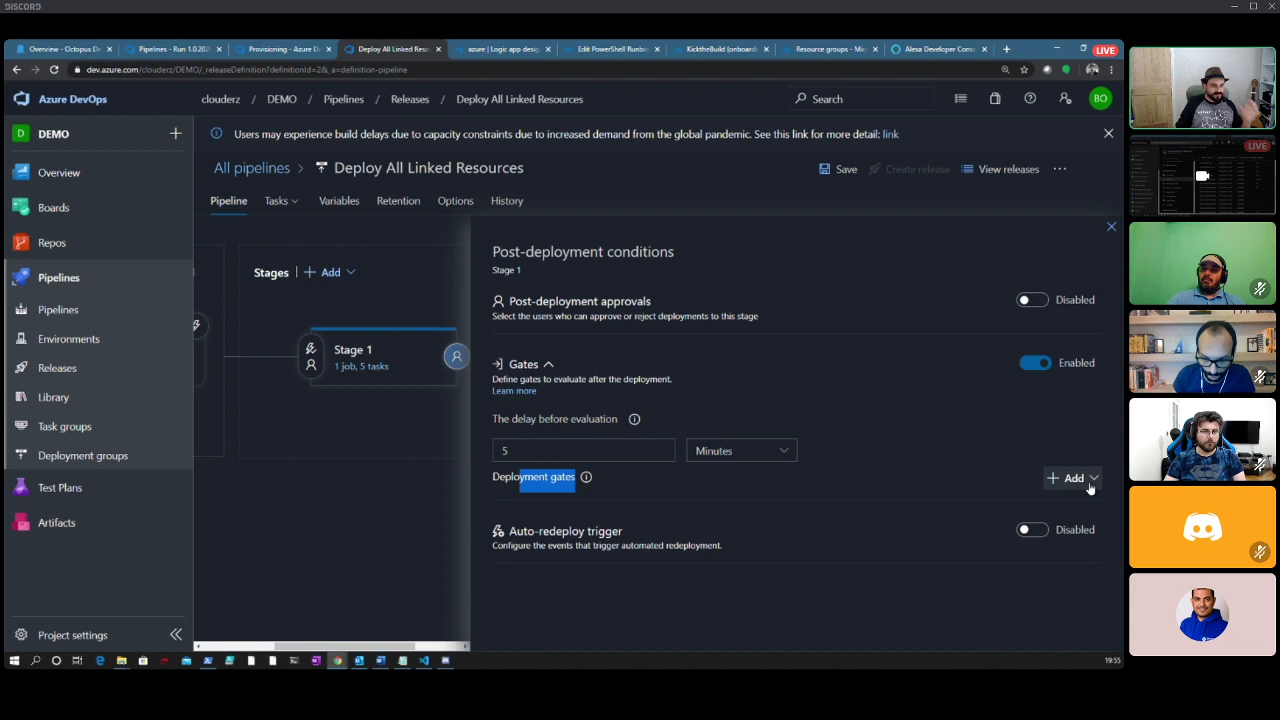 DISCORD
Overview - Octopus De
Pipelines - Run 1.0.202
Provisioning - Azure De
Deploy All Linked Reso
azure | Logic app desig
Edit PowerShell Runbo
KicktheBuild (onboardi
Resource groups - Mic
Alexa Developer Cons
LIVE
dev.azure.com/clouderz/DEMO/_releaseDefinition?definitionId=2&_a=definition-pipeline
Azure DevOps
clouderz
DEMO
Pipelines
Releases
Deploy All Linked Resources
Search
BO
D
DEMO
Users may experience build delays due to capacity constraints due to increased demand from the global pandemic. See this link for more detail: link
LIVE
Overview
Boards
Repos
Pipelines
Pipelines
Environments
Releases
Library
Task groups
Deployment groups
Test Plans
Artifacts
Project settings
All pipelines
Deploy All Linked Re
Save
Create release
View releases
Pipeline
Tasks
Variables
Retention
Option
Stages
Add
Stage 1
1 job, 5 tasks
Post-deployment conditions
Stage 1
Post-deployment approvals
Disabled
Select the users who can approve or reject deployments to this stage
Gates
Enabled
Define gates to evaluate after the deployment.
Learn more
The delay before evaluation
5
Minutes
Deployment gates
Add
Auto-redeploy trigger
Disabled
Configure the events that trigger automated redeployment.
19:55